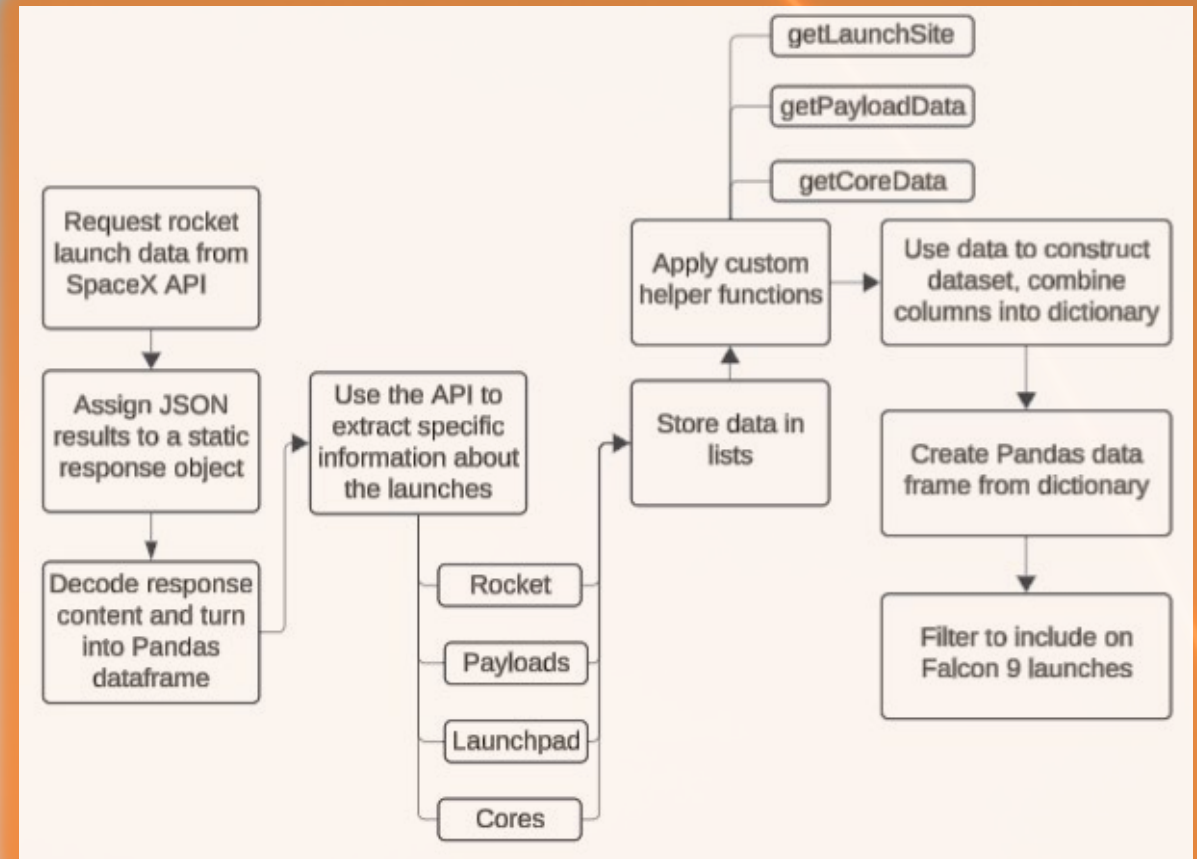 Request rocket
launch data from
SpaceX API
Assign JSON
results to a static
response object
Decode response
content and turn
into Pandas
dataframe
Use the API to
extract specific
information about
the launches
Rocket
Payloads
Launchpad
Cores
Store data in
lists
Apply custom
helper functions
getLaunchSite
getPayloadData
getCoreData
Use data to construct
dataset, combine
columns into dictionary
Create Pandas data
frame from dictionary
Filter to include on
Falcon 9 launches